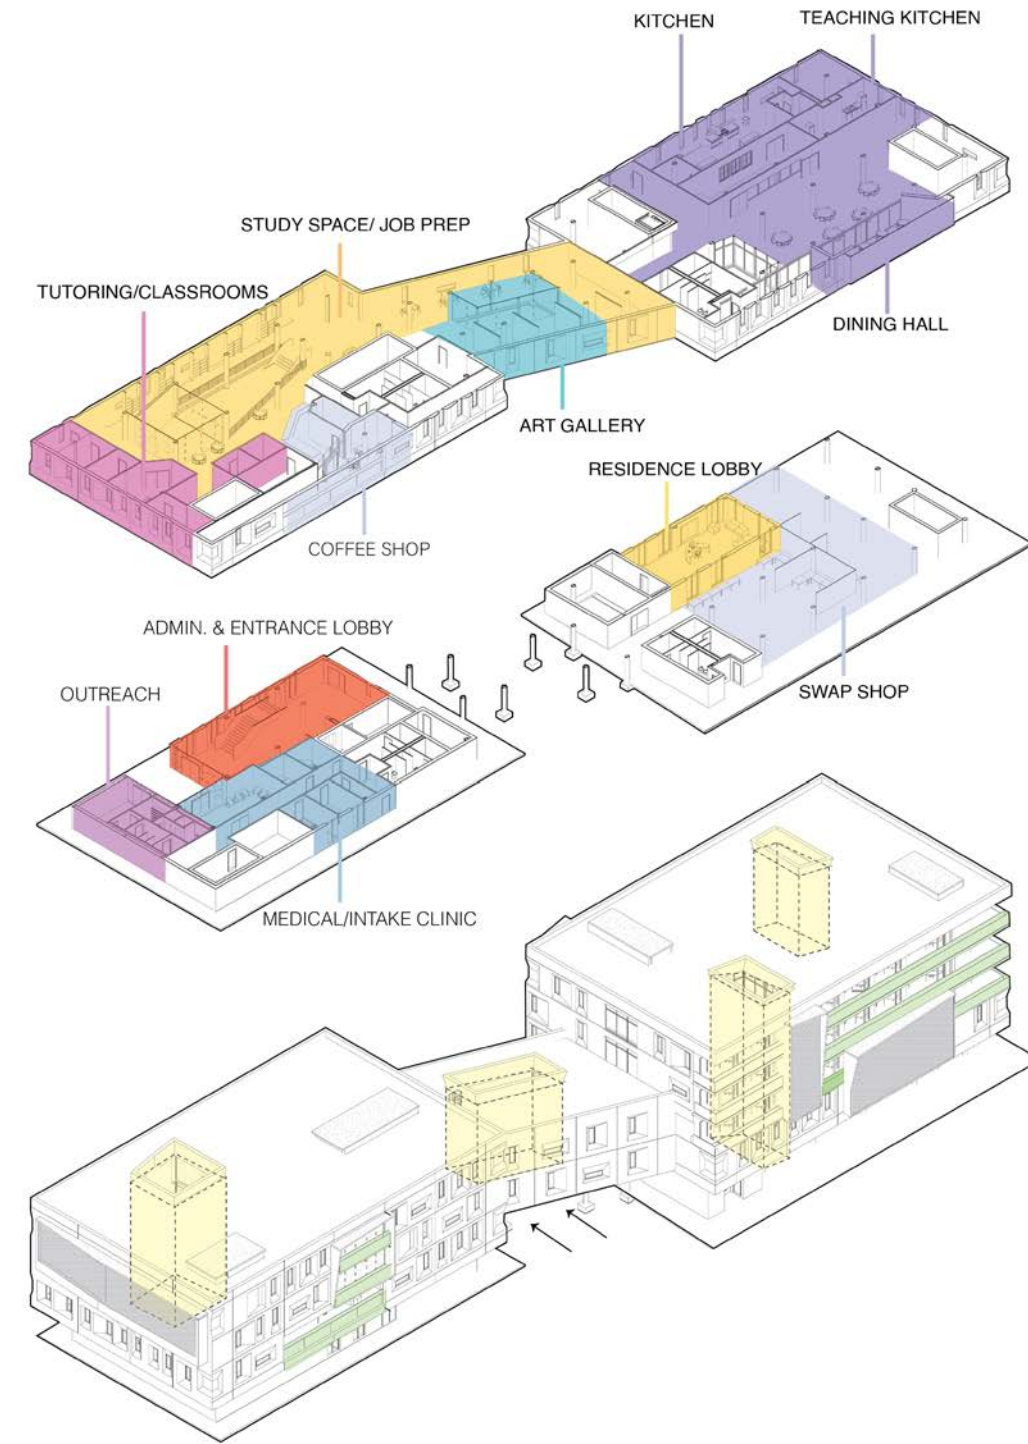 KITCHEN
TEACHING KITCHEN
STUDY SPACE/ JOB PREP
TUTORING/CLASSROOMS
DINING HALL
ART GALLERY
RESIDENCE LOBBY
COFFEE SHOP
ADMIN. & ENTRANCE LOBBY
OUTREACH
SWAP SHOP
MEDICAL/INTAKE CLINIC